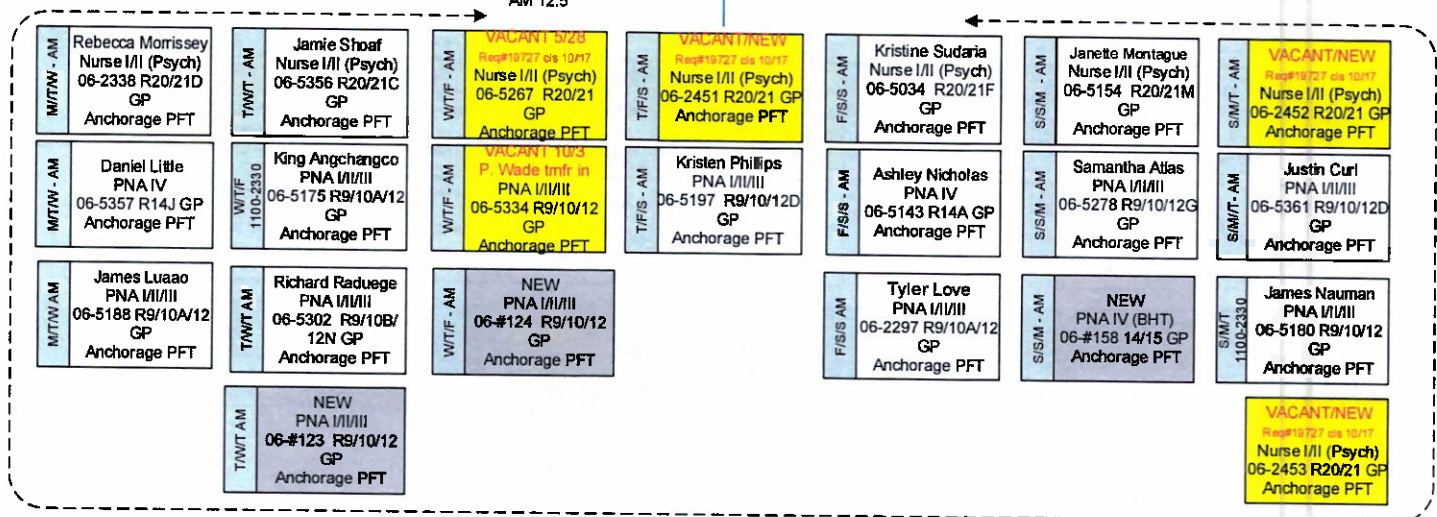 AM 12.5
M/T/W - AM
Rebecca Morrissey
Nurse I/II (Psych)
06-2338 R20/21D
GP
Anchorage PFT
T/W/T - AM
Jamie Shoaf
Nurse I/II (Psych)
06-5356 R20/21C
GP
Anchorage PFT
W/T/F - AM
VACANT 5/28
Req#19727 cls 10/17
Nurse I/II (Psych)
06-5267 R20/21
GP
Anchorage PFT
T/F/S - AM
VACANT/NEW
Req#19727 cls 10/17
Nurse I/II (Psych)
06-2451 R20/21 GP
Anchorage PFT
F/S/S - AM
Kristine Sudaria
Nurse I/II (Psych)
06-5034 R20/21F
GP
Anchorage PFT
S/S/M - AM
Janette Montague
Nurse I/II (Psych)
06-5154 R20/21M
GP
Anchorage PFT
S/M/T - AM
VACANT/NEW
Req#19727 cls 10/17
Nurse I/II (Psych)
06-2452 R20/21 GP
Anchorage PFT
M/T/W - AM
Daniel Little
PNA IV
06-5357 R14J GP
Anchorage PFT
W/T/F
1100-2330
King Angchangco
PNA I/II/III
06-5175 R9/10A/12
GP
Anchorage PFT
W/T/F - AM
VACANT 10/3
P. Wade trnfr in
PNA I/II/III
06-5334 R9/10/12
GP
Anchorage PFT
T/F/S - AM
Kristen Phillips
PNA I/II/III
06-5197 R9/10/12D
GP
Anchorage PFT
F/S/S - AM
Ashley Nicholas
PNA IV
06-5143 R14A GP
Anchorage PFT
S/S/M - AM
Samantha Atlas
PNA I/II/III
06-5278 R9/10/12G
GP
Anchorage PFT
S/M//T- AM
Justin Curl
PNA I/II/III
06-5361 R9/10/12D
GP
Anchorage PFT
M/T/W AM
James Luaao
PNA I/II/III
06-5188 R9/10A/12
GP
Anchorage PFT
T/W/T AM
Richard Raduege
PNA I/II/III
06-5302 R9/10B/
12N GP
Anchorage PFT
W/T/F - AM
NEW
PNA I/II/III
06-#124 R9/10/12
GP
Anchorage PFT
F/S/S AM
Tyler Love
PNA I/II/III
06-2297 R9/10A/12
GP
Anchorage PFT
S/S/M - AM
NEW
PNA IV (BHT)
06-#158 14/15 GP
Anchorage PFT
S/M/T
1100-2330
James Nauman
PNA I/II/III
06-5180 R9/10/12
GP
Anchorage PFT
T/W/T AM
NEW
PNA I/II/III
06-#123 R9/10/12
GP
Anchorage PFT
VACANT/NEW
Req#19727 cls 10/17
Nurse I/II (Psych)
06-2453 R20/21 GP
Anchorage PFT